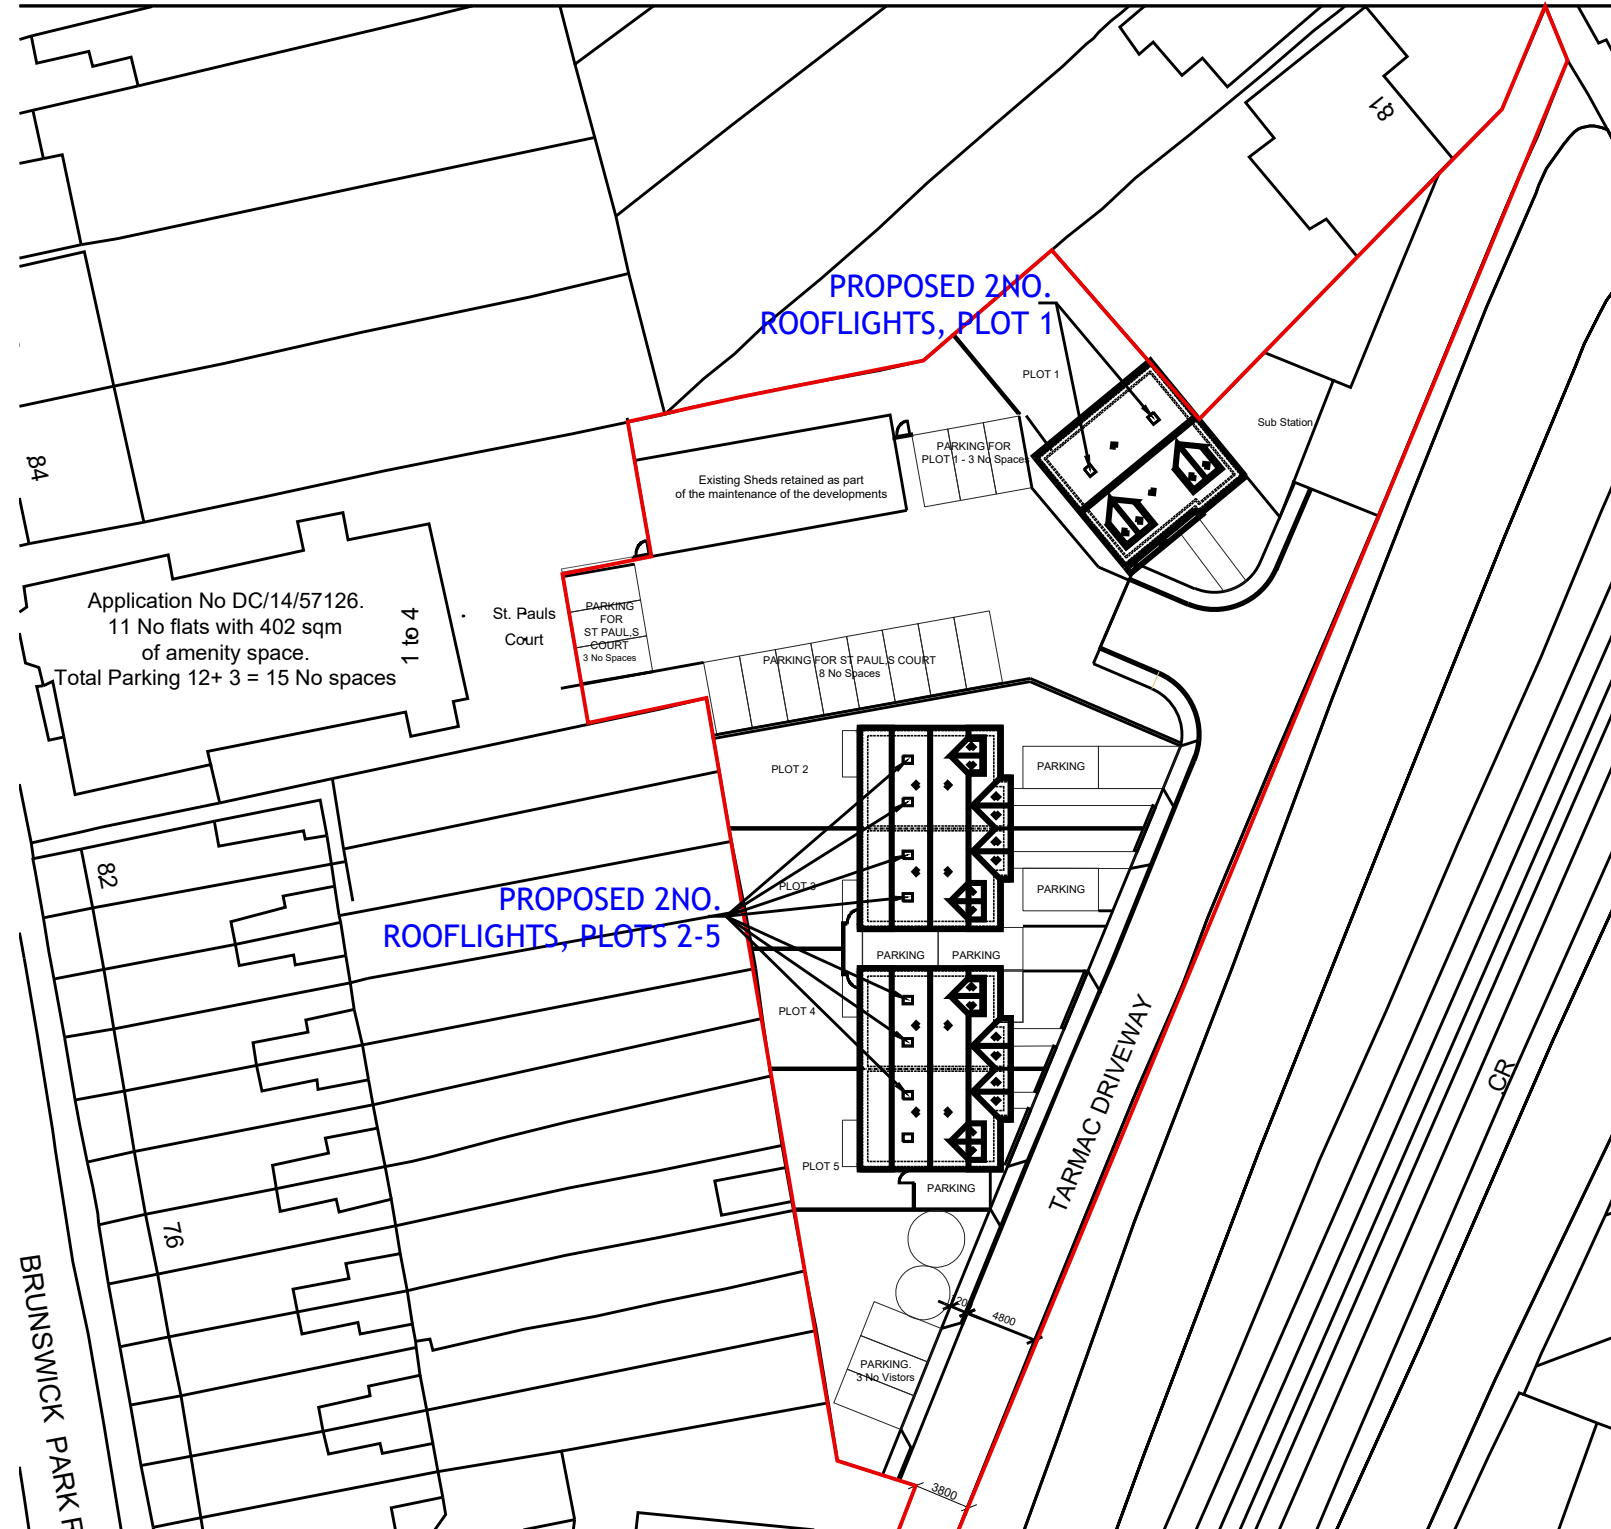 81
PROPOSED 2NO.
ROOFLIGHTS, PLOT 1
PLOT 1
Sub Station
PARKING FOR
PLOT 1 - 3 No Spaces
Existing Sheds retained as part
of the maintenance of the developments
84
Application No DC/14/57126.
11 No flats with 402 sqm
of amenity space.
Total Parking 12+ 3 = 15 No spaces
1 to 4
St. Pauls
Court
PARKING
FOR
ST PAUL,S
COURT
3 No Spaces
PARKING FOR ST PAUL,S COURT
8 No Spaces
PLOT 2
PARKING
82
PLOT 3
PARKING
PROPOSED 2NO.
ROOFLIGHTS, PLOTS 2-5
PARKING
PARKING
PLOT 4
TARMAC DRIVEWAY
CR
PLOT 5
PARKING
76
BRUNSWICK PARK
4800
PARKING.
3 No Vistors
3800